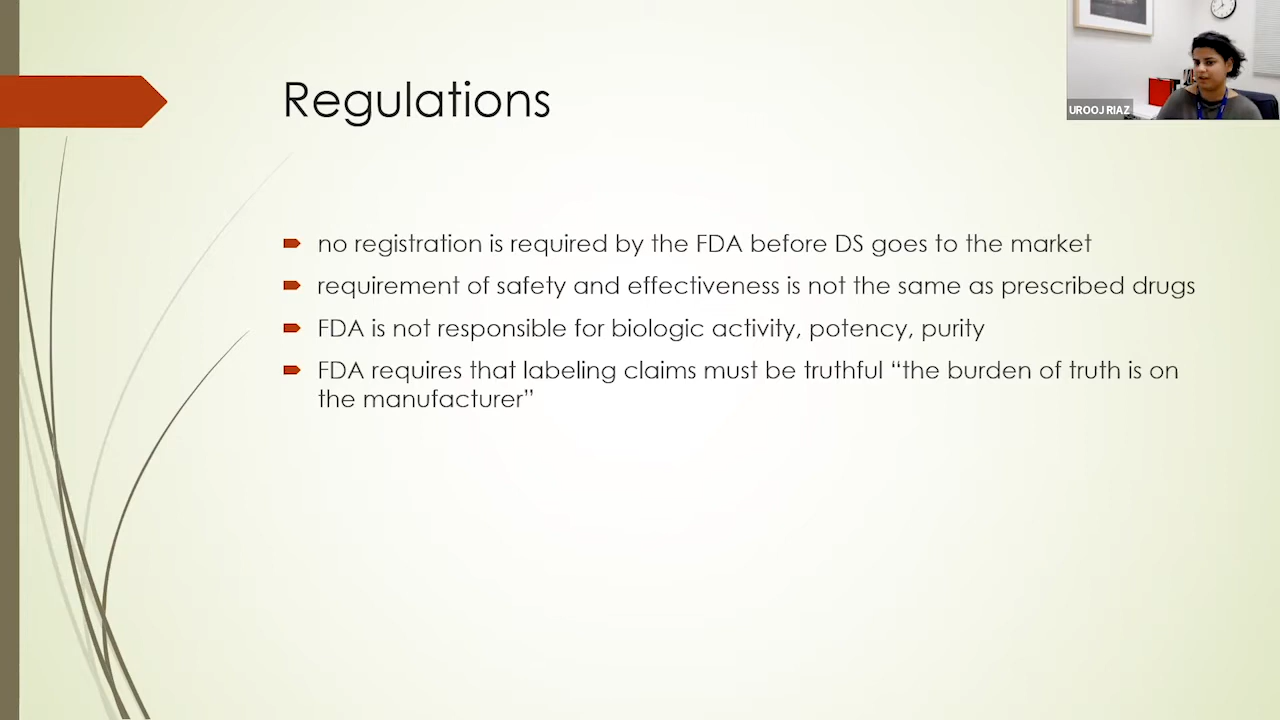 Regulations
UROOJ RIAZ
no registration is required by the FDA before DS goes to the market
requirement of safety and effectiveness is not the same as prescribed drugs
FDA is not responsible for biologic activity, potency, purity
FDA requires that labeling claims must be truthful “the burden of truth is on
the manufacturer”